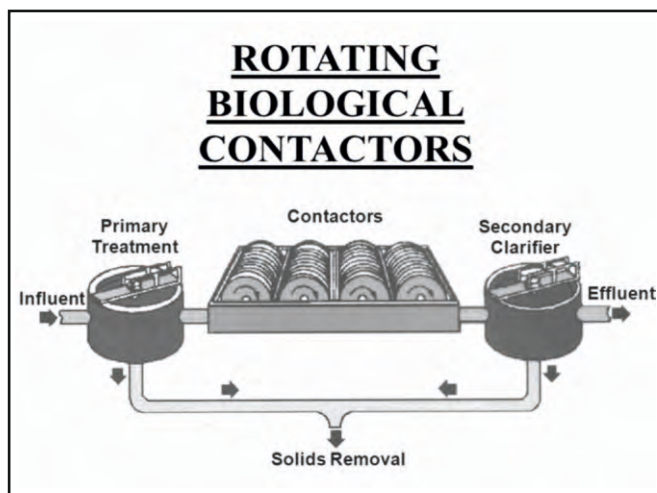 ROTATING
BIOLOGICAL
CONTACTORS
Primary
Treatment
Contactors
Secondary
Clarifier
Influent
Effluent
Solids Removal